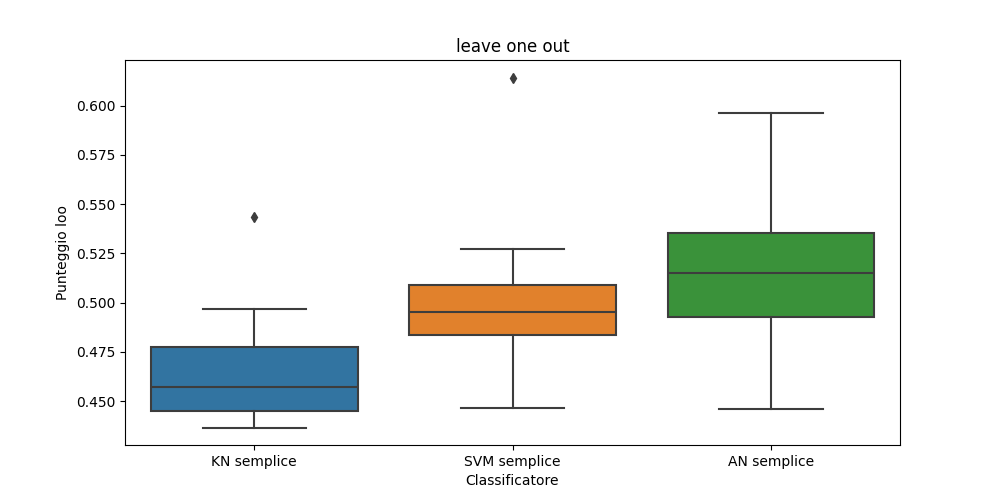 leave one out
Punteggio loo
0.600
0.575
0.550
0.525
0.500
0.475
0.450
KN semplice
SVM semplice
AN semplice
Classificatore